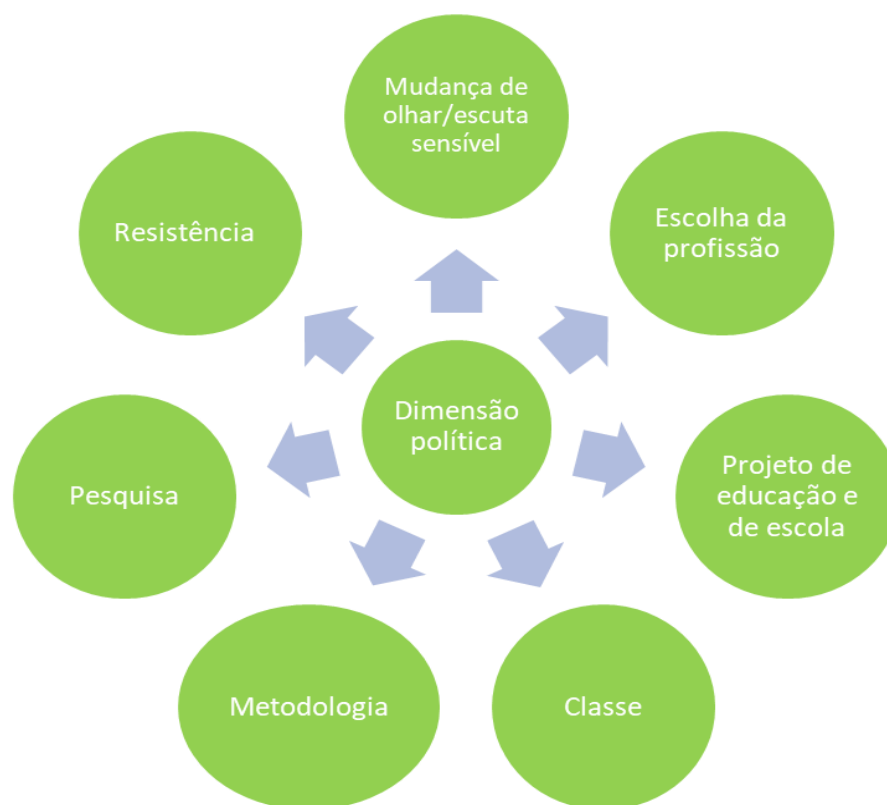 Mudança de
olhar/escuta
sensível
Escolha da
profissão
Projeto de
educação e
de escola
Classe
Metodologia
Pesquisa
Resistência
Dimensão
política